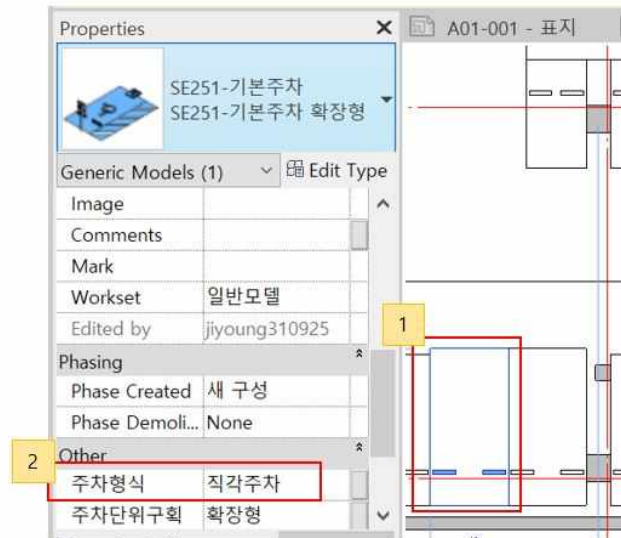 Properties
A01-001 - 표지
SE251-기본주차
SE251-기본주차 확장형
Generic Models (1)
Edit Type
Image
Comments
Mark
Workset 일반모델
Edited by jiyoung310925
1
Phasing
Phase Created 새 구성
Phase Demoli... None
2
Other
주차형식 직각주차
주차단위구획 확장형